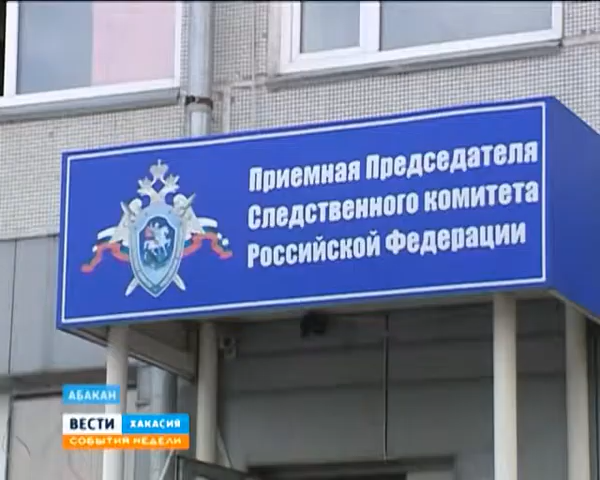 Приемная Председателя
Следственного комитета
Российской Федерации
АБАКАН
ВЕСТИ ХАКАСИЯ
СОБЫТИЯ НЕДЕЛИ